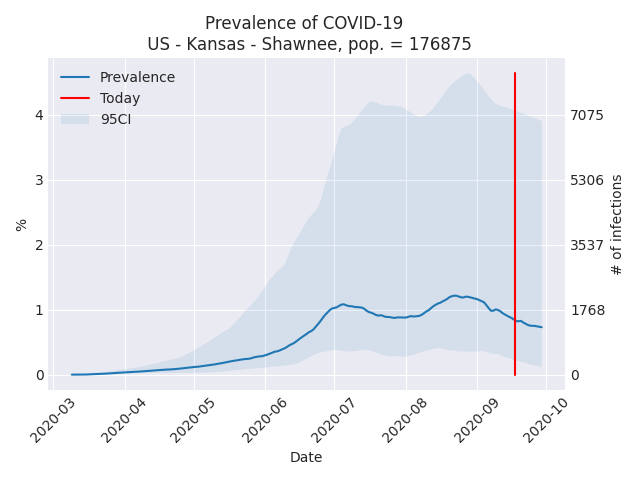 Prevalence of COVID-19
US - Kansas - Shawnee, pop. = 176875
Prevalence
Today
95CI
%
4
3
2
1
0
7075
5306
3537
1768
0
# of infections
2020-03
2020-04
2020-05
2020-06
2020-07
2020-08
2020-09
2020-10
Date